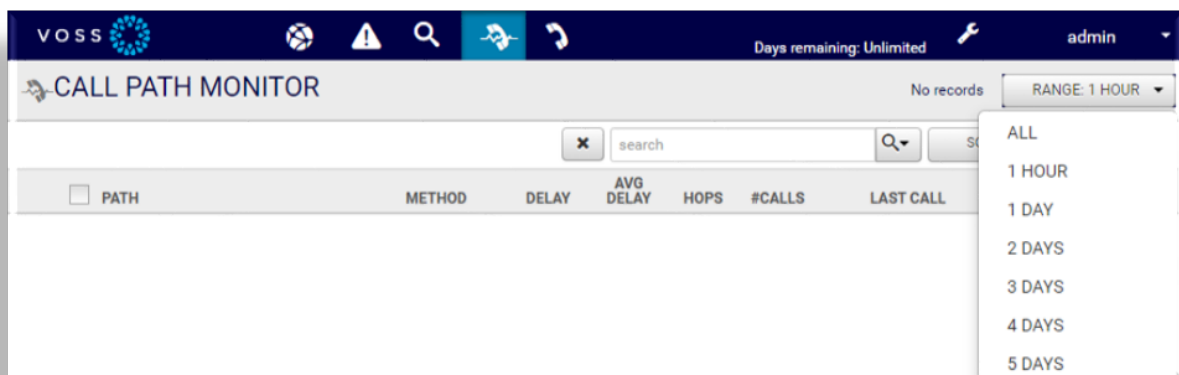 VOSS
Days remaining: Unlimited
admin
CALL PATH MONITOR
No records
RANGE: 1 HOUR
search
PATH
METHOD
DELAY
AVG
DELAY
HOPS
#CALLS
LAST CALL
ALL
1 HOUR
1 DAY
2 DAYS
3 DAYS
4 DAYS
5 DAYS